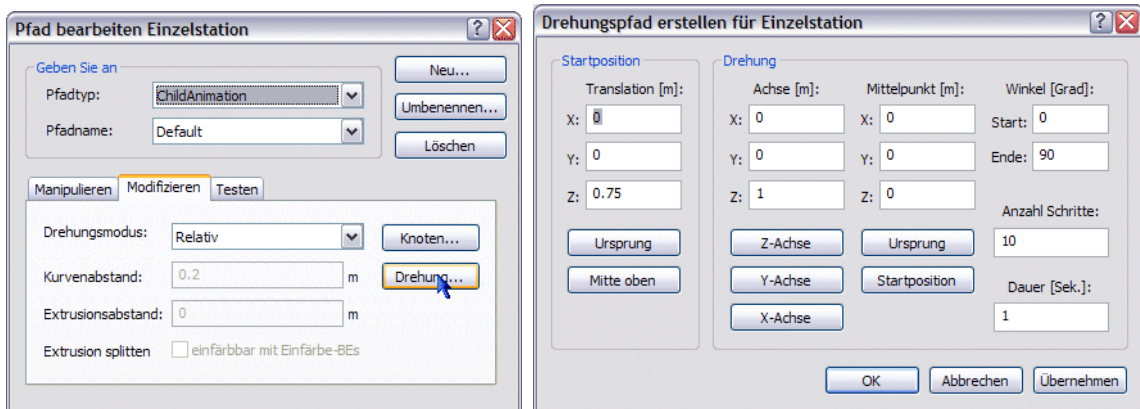 Pfad bearbeiten Einzelstation
Geben Sie an
Pfadtyp: ChildAnimation
Pfadname: Default
Neu...
Umbenennen...
Löschen
Manipulieren Modifizieren Testen
Drehungsmodus: Relativ Knoten...
Kurvenabstand: 0.2 m Drehung...
Extrusionsabstand: 0 m
Extrusion splitten einfärbbar mit Einfärbe-BEs
Drehungspfad erstellen für Einzelstation
Startposition Drehung
Translation [m]: Achse [m]: Mittelpunkt [m]: Winkel [Grad]:
X: 0 X: 0 X: 0 Start: 0
Y: 0 Y: 0 Y: 0 Ende: 90
Z: 0.75 Z: 1 Z: 0
Anzahl Schritte:
Ursprung Z-Achse Ursprung 10
Mitte oben Y-Achse Startposition Dauer [Sek.]:
X-Achse 1
OK Abbrechen Übernehmen